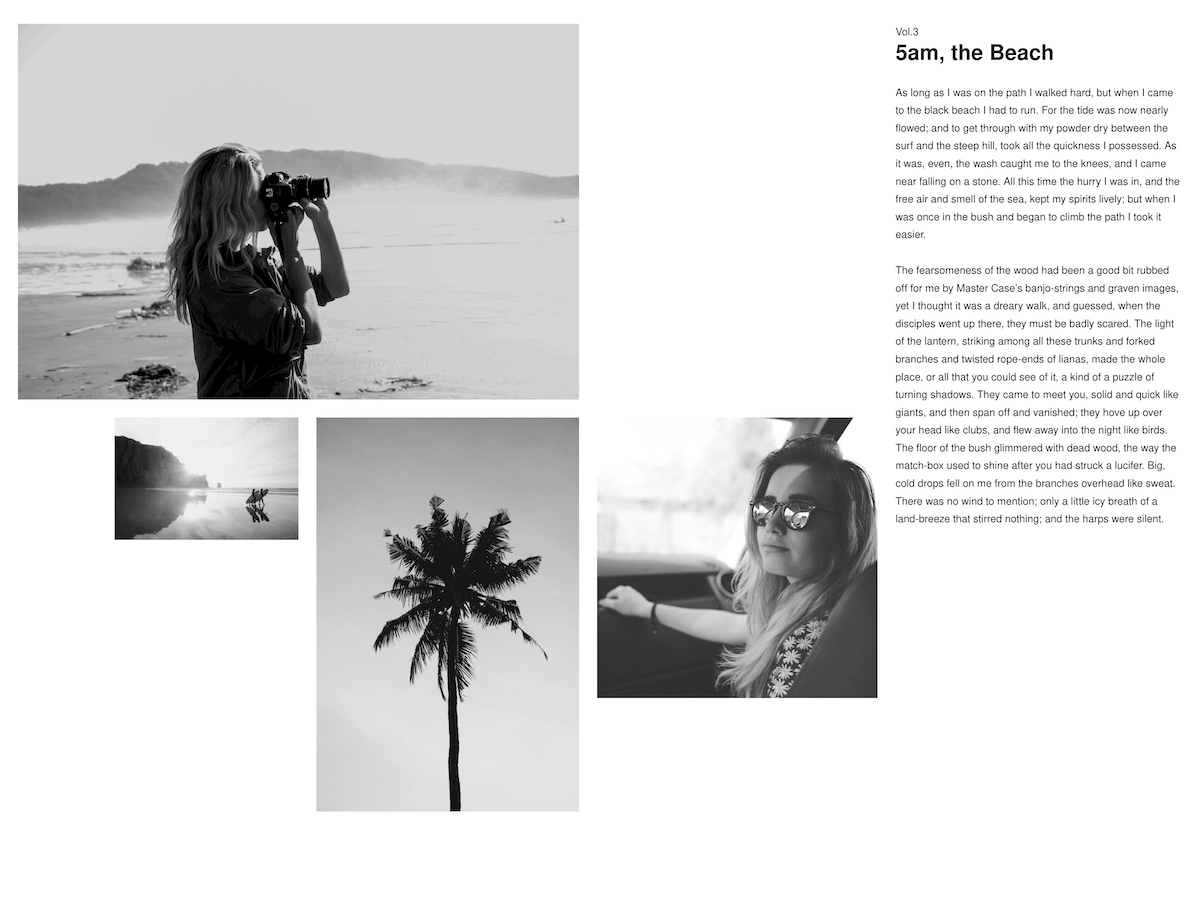 Vol.3
5am, the Beach
As long as I was on the path I walked hard, but when I came
to the black beach I had to run. For the tide was now nearly
flowed; and to get through with my powder dry between the
surf and the steep hill, took all the quickness I possessed. As
it was, even, the wash caught me to the knees, and I came
near falling on a stone. All this time the hurry I was in, and the
free air and smell of the sea, kept my spirits lively; but when I
was once in the bush and began to climb the path I took it
easier.
The fearsomeness of the wood had been a good bit rubbed
off for me by Master Case's banjo-strings and graven images,
yet I thought it was a dreary walk, and guessed, when the
disciples went up there, they must be badly scared. The light
of the lantern, striking among all these trunks and forked
branches and twisted rope-ends of lianas, made the whole
place, or all that you could see of it, a kind of a puzzle of
turning shadows. They came to meet you, solid and quick like
giants, and then span off and vanished; they hove up over
your head like clubs, and flew away into the night like birds.
The floor of the bush glimmered with dead wood, the way the
match-box used to shine after you had struck a lucifer. Big,
cold drops fell on me from the branches overhead like sweat.
There was no wind to mention; only a little icy breath of a
land-breeze that stirred nothing; and the harps were silent.